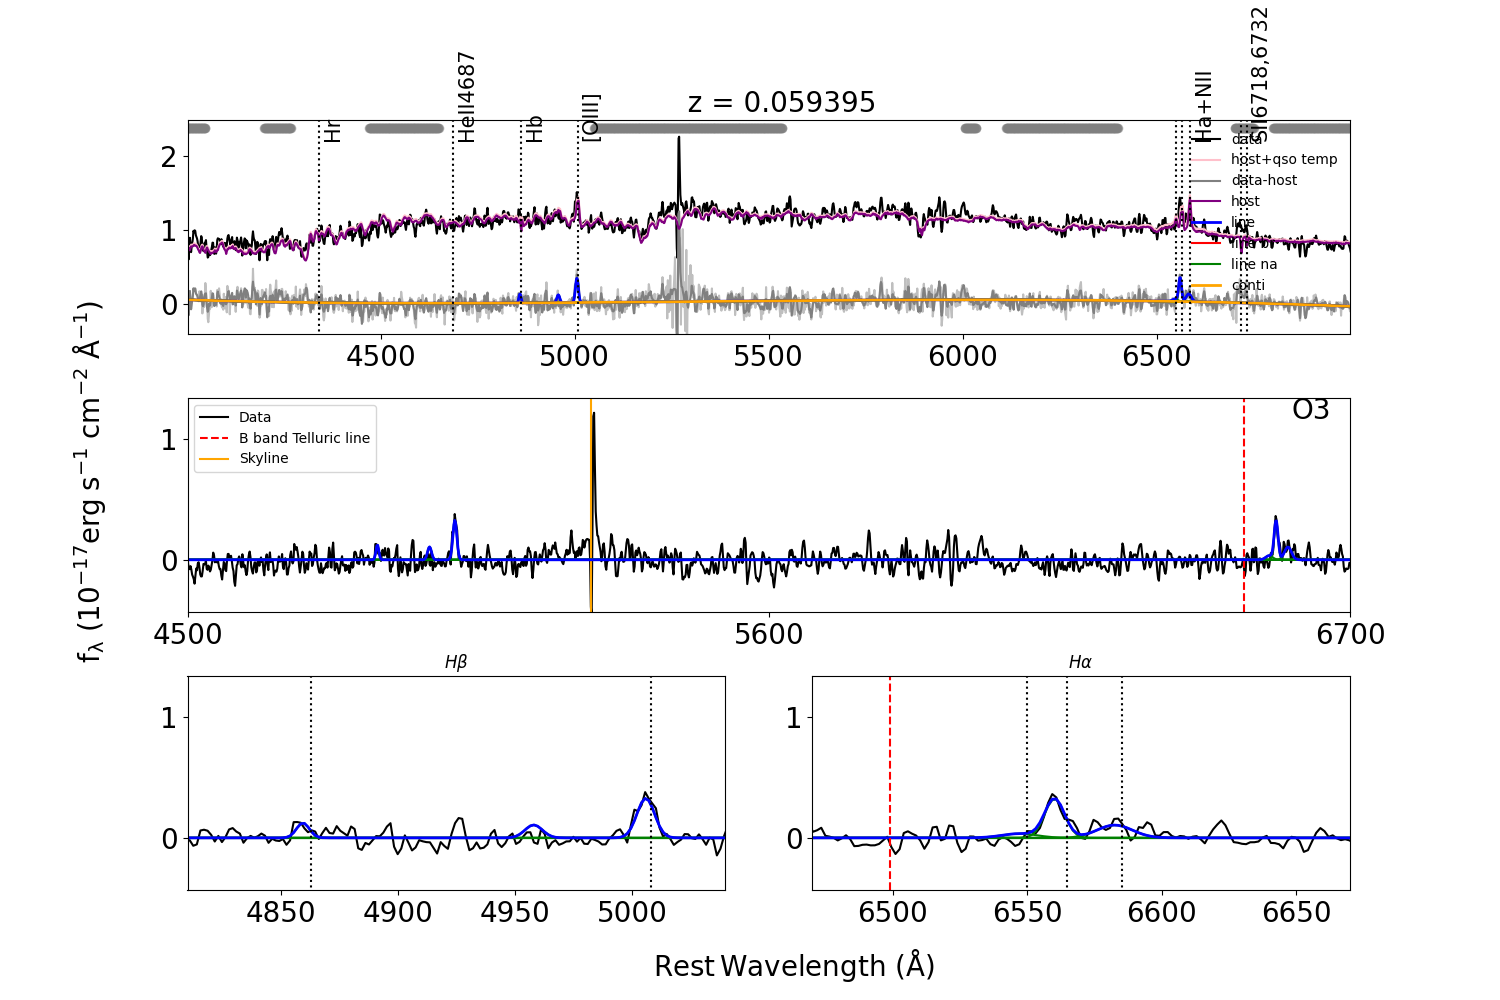 z = 0.059395
Hr
HeII4687
Hb
[OIII]
Ha+NII
SII6718,6732
data
host+qso temp
data-host
host
line
line na
conti
2
1
0
4500
5000
5500
6000
6500
fλ (10⁻¹⁷erg s⁻¹ cm⁻² Å⁻¹)
Data
B band Telluric line
Skyline
O3
1
0
4500
5600
6700
Hβ
1
0
4850
4900
4950
5000
Hα
1
0
6500
6550
6600
6650
Rest Wavelength (Å)